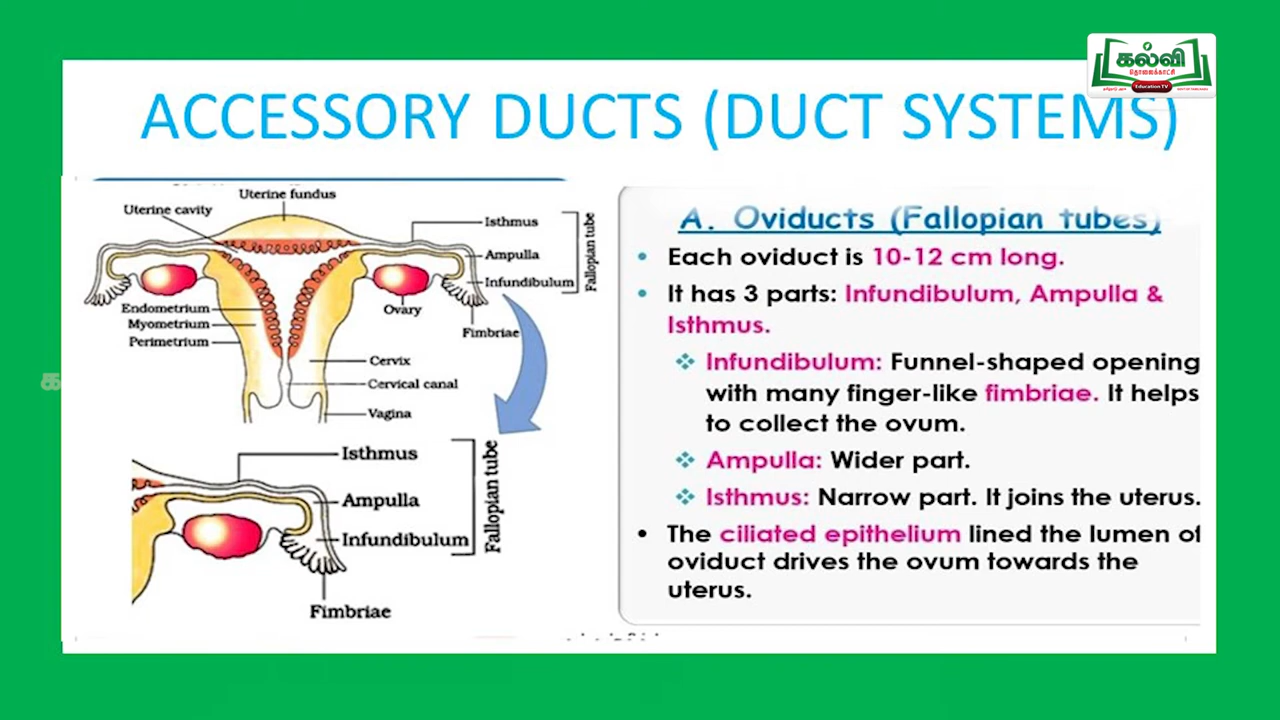 கல்வி
தொலைக்காட்சி
Education TV
ACCESSORY DUCTS (DUCT SYSTEMS)
Uterine fundus
Uterine cavity
Isthmus
Ampulla
Infundibulum
Fallopian tube
Endometrium
Myometrium
Perimetrium
Ovary
Fimbriae
Cervix
Cervical canal
Vagina
Isthmus
Ampulla
Infundibulum
Fallopian tube
Fimbriae
A. Oviducts (Fallopian tubes)
• Each oviduct is 10-12 cm long.
• It has 3 parts: Infundibulum, Ampulla &
Isthmus.
❖ Infundibulum: Funnel-shaped opening
with many finger-like fimbriae. It helps
to collect the ovum.
❖ Ampulla: Wider part.
❖ Isthmus: Narrow part. It joins the uterus.
• The ciliated epithelium lined the lumen of
oviduct drives the ovum towards the
uterus.
க